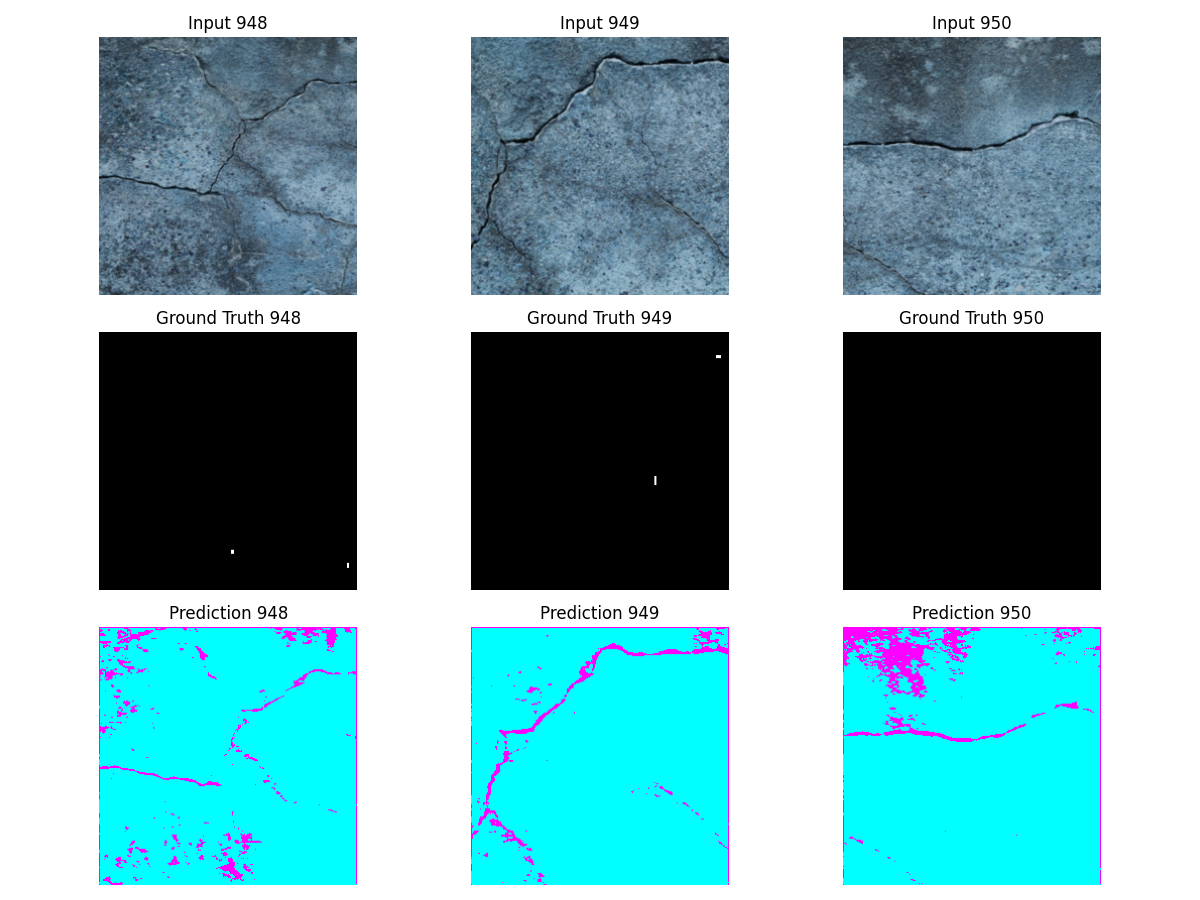 Input 948
Input 949
Input 950
Ground Truth 948
Ground Truth 949
Ground Truth 950
Prediction 948
Prediction 949
Prediction 950